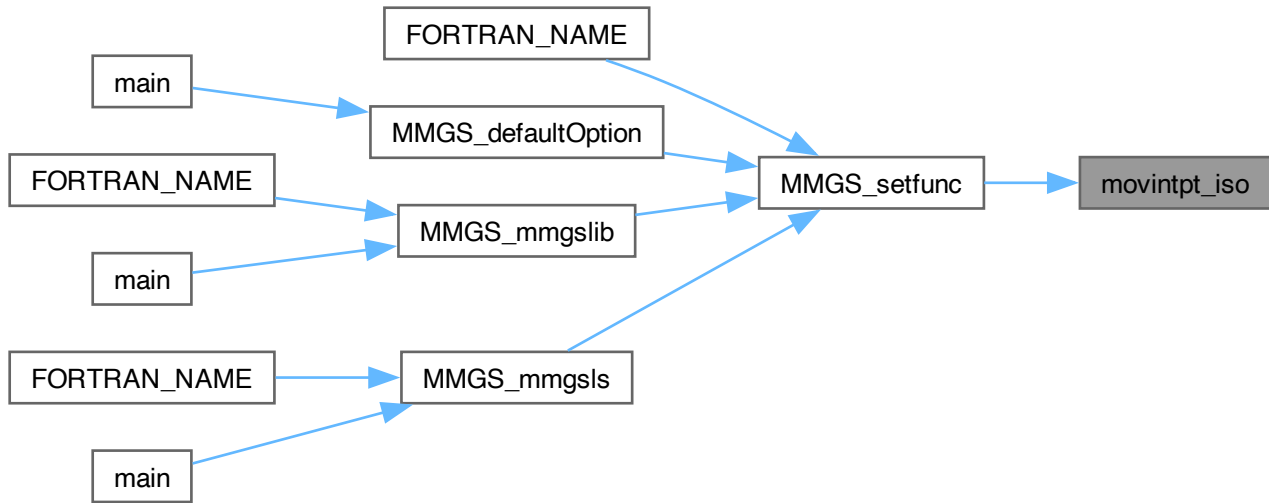 FORTRAN_NAME
main
MMGS_defaultOption
FORTRAN_NAME
MMGS_setfunc
movintpt_iso
MMGS_mmgslib
main
FORTRAN_NAME
MMGS_mmgsls
main